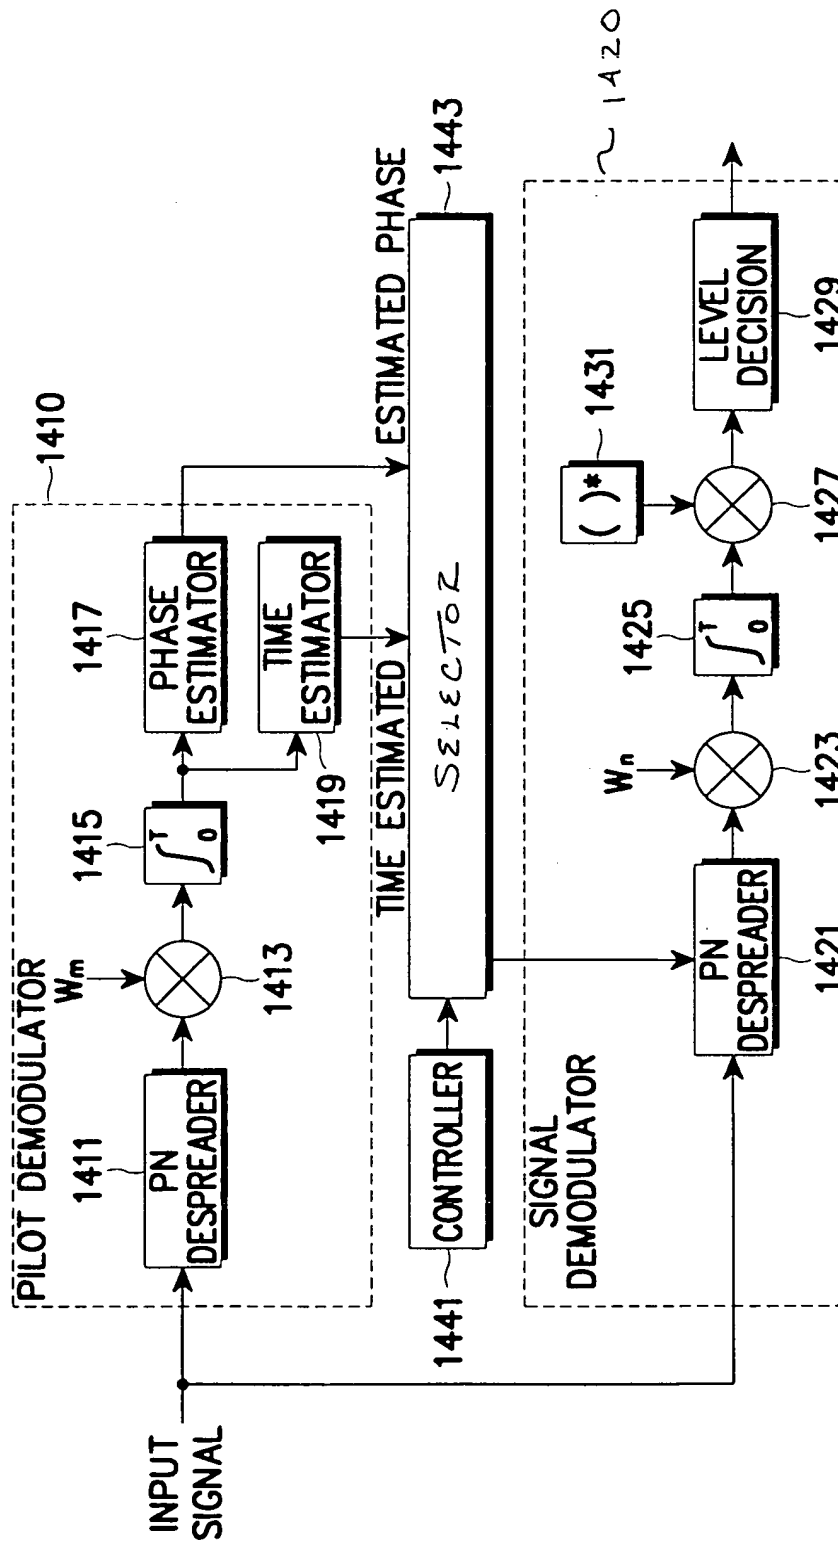 PILOT DEMODULATOR
1410
Wm
1411
PN
DESPREADER
1413
1415
∫ T 0
1417
PHASE
ESTIMATOR
TIME
ESTIMATOR
1419
INPUT
SIGNAL
TIME ESTIMATED
ESTIMATED PHASE
CONTROLLER
1441
SELECTOR
1443
SIGNAL
DEMODULATOR
1420
PN
DESPREADER
1421
Wn
1423
1425
∫ T 0
( )*
1431
1427
LEVEL
DECISION
1429